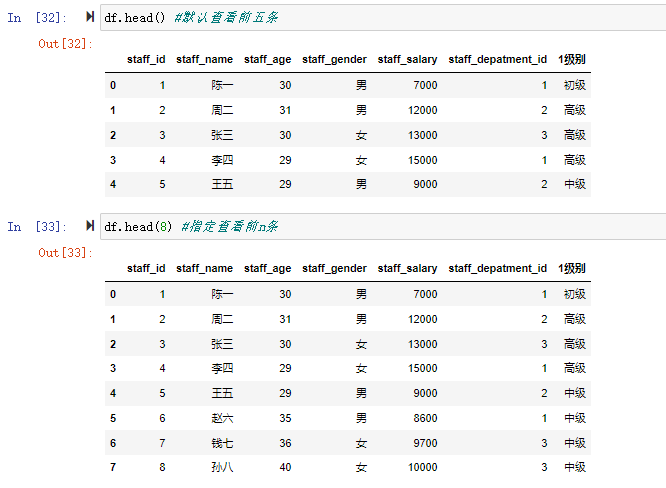 In [32]: df.head() #默认查看前五条
Out[32]:
staff_id staff_name staff_age staff_gender staff_salary staff_depatment_id 1级别
0 1 陈一 30 男 7000 1 初级
1 2 周二 31 男 12000 2 高级
2 3 张三 30 女 13000 3 高级
3 4 李四 29 女 15000 1 高级
4 5 王五 29 男 9000 2 中级
In [33]: df.head(8) #指定查看前n条
Out[33]:
staff_id staff_name staff_age staff_gender staff_salary staff_depatment_id 1级别
0 1 陈一 30 男 7000 1 初级
1 2 周二 31 男 12000 2 高级
2 3 张三 30 女 13000 3 高级
3 4 李四 29 女 15000 1 高级
4 5 王五 29 男 9000 2 中级
5 6 赵六 35 男 8600 1 中级
6 7 钱七 36 女 9700 3 中级
7 8 孙八 40 女 10000 3 中级